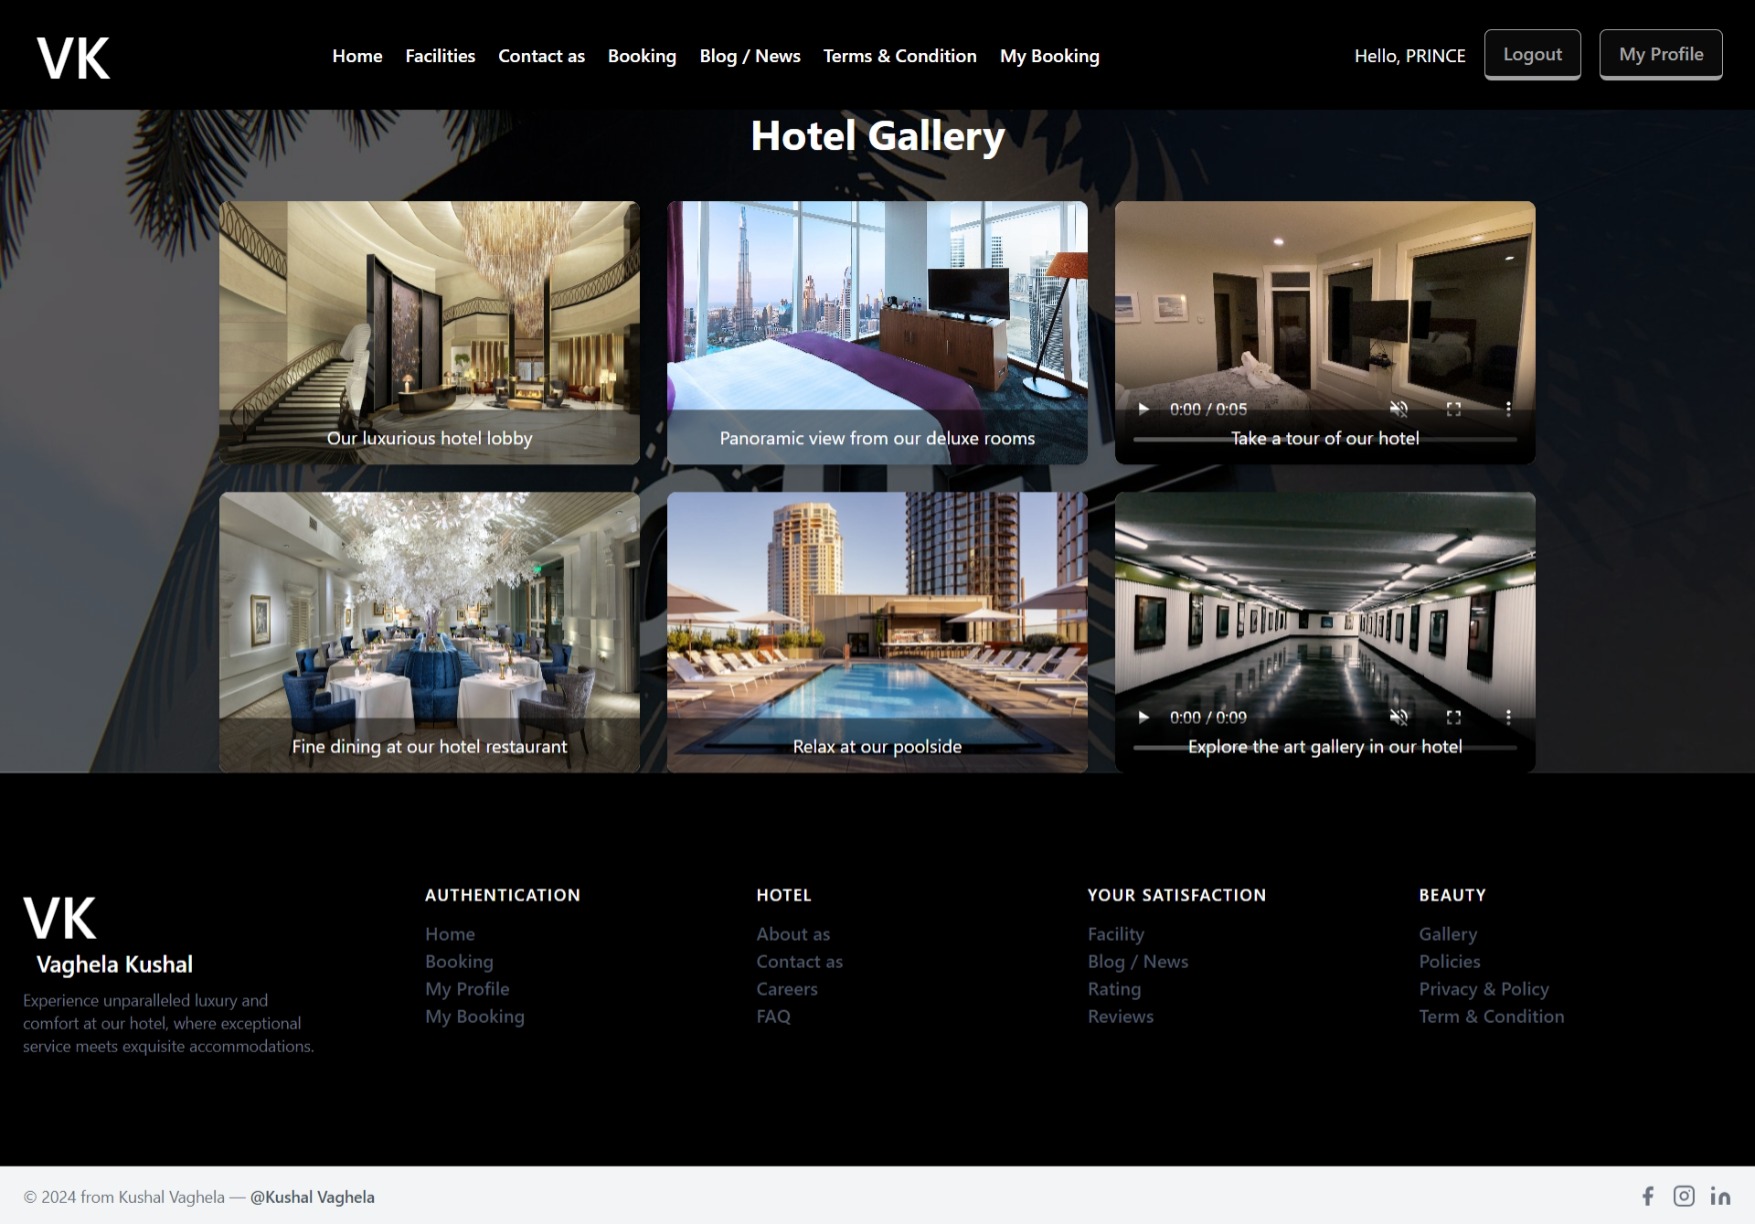 VK
Home Facilities Contact as Booking Blog / News Terms & Condition My Booking
Hello, PRINCE Logout My Profile
Hotel Gallery
Our luxurious hotel lobby
Panoramic view from our deluxe rooms
0:00 / 0:05
Take a tour of our hotel
Fine dining at our hotel restaurant
Relax at our poolside
0:00 / 0:09
Explore the art gallery in our hotel
VK
Vaghela Kushal
Experience unparalleled luxury and
comfort at our hotel, where exceptional
service meets exquisite accommodations.
AUTHENTICATION
Home
Booking
My Profile
My Booking
HOTEL
About as
Contact as
Careers
FAQ
YOUR SATISFACTION
Facility
Blog / News
Rating
Reviews
BEAUTY
Gallery
Policies
Privacy & Policy
Term & Condition
© 2024 from Kushal Vaghela — @Kushal Vaghela